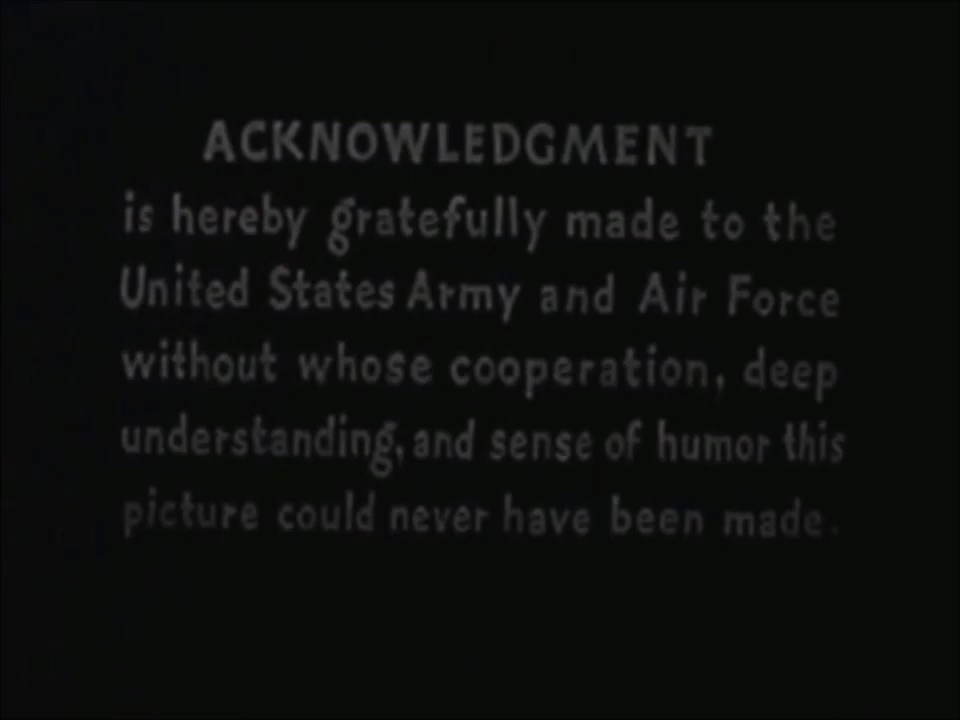 ACKNOWLEDGMENT
is hereby gratefully made to the
United States Army and Air Force
without whose cooperation, deep
understanding, and sense of humor this
picture could never have been made.